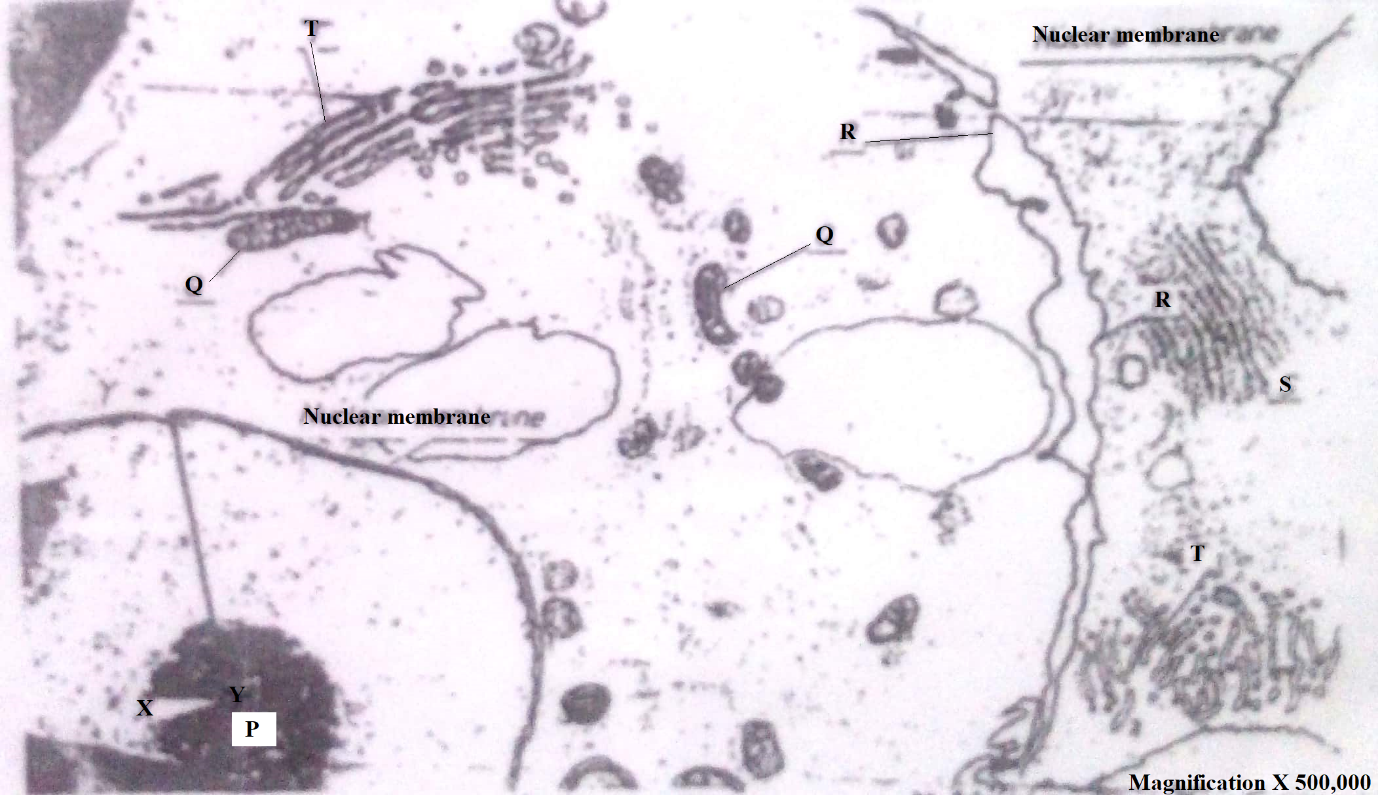 T
Nuclear membrane
R
Q
Q
R
S
Nuclear membrane
T
X
Y
P
Magnification X 500,000